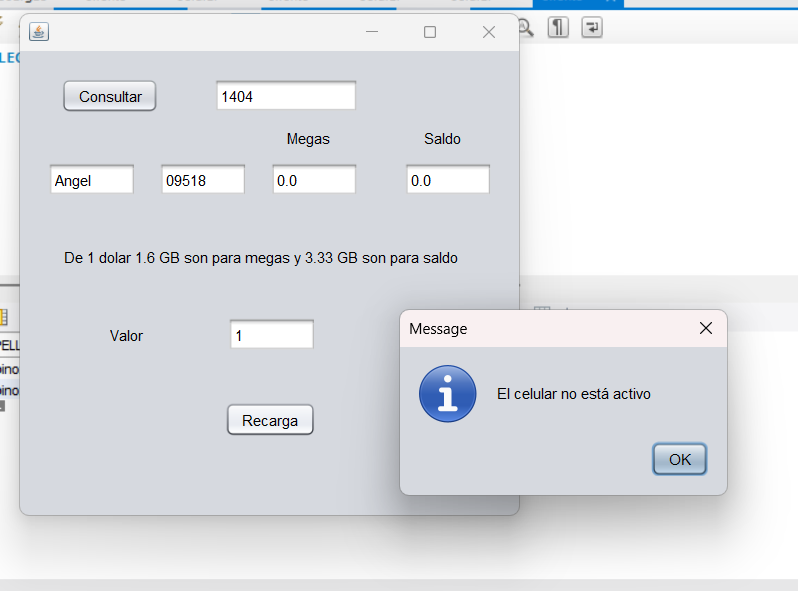 Consultar 1404
Megas Saldo
Angel 09518 0.0 0.0
De 1 dolar 1.6 GB son para megas y 3.33 GB son para saldo
Valor 1
Recarga
Message
El celular no está activo
OK